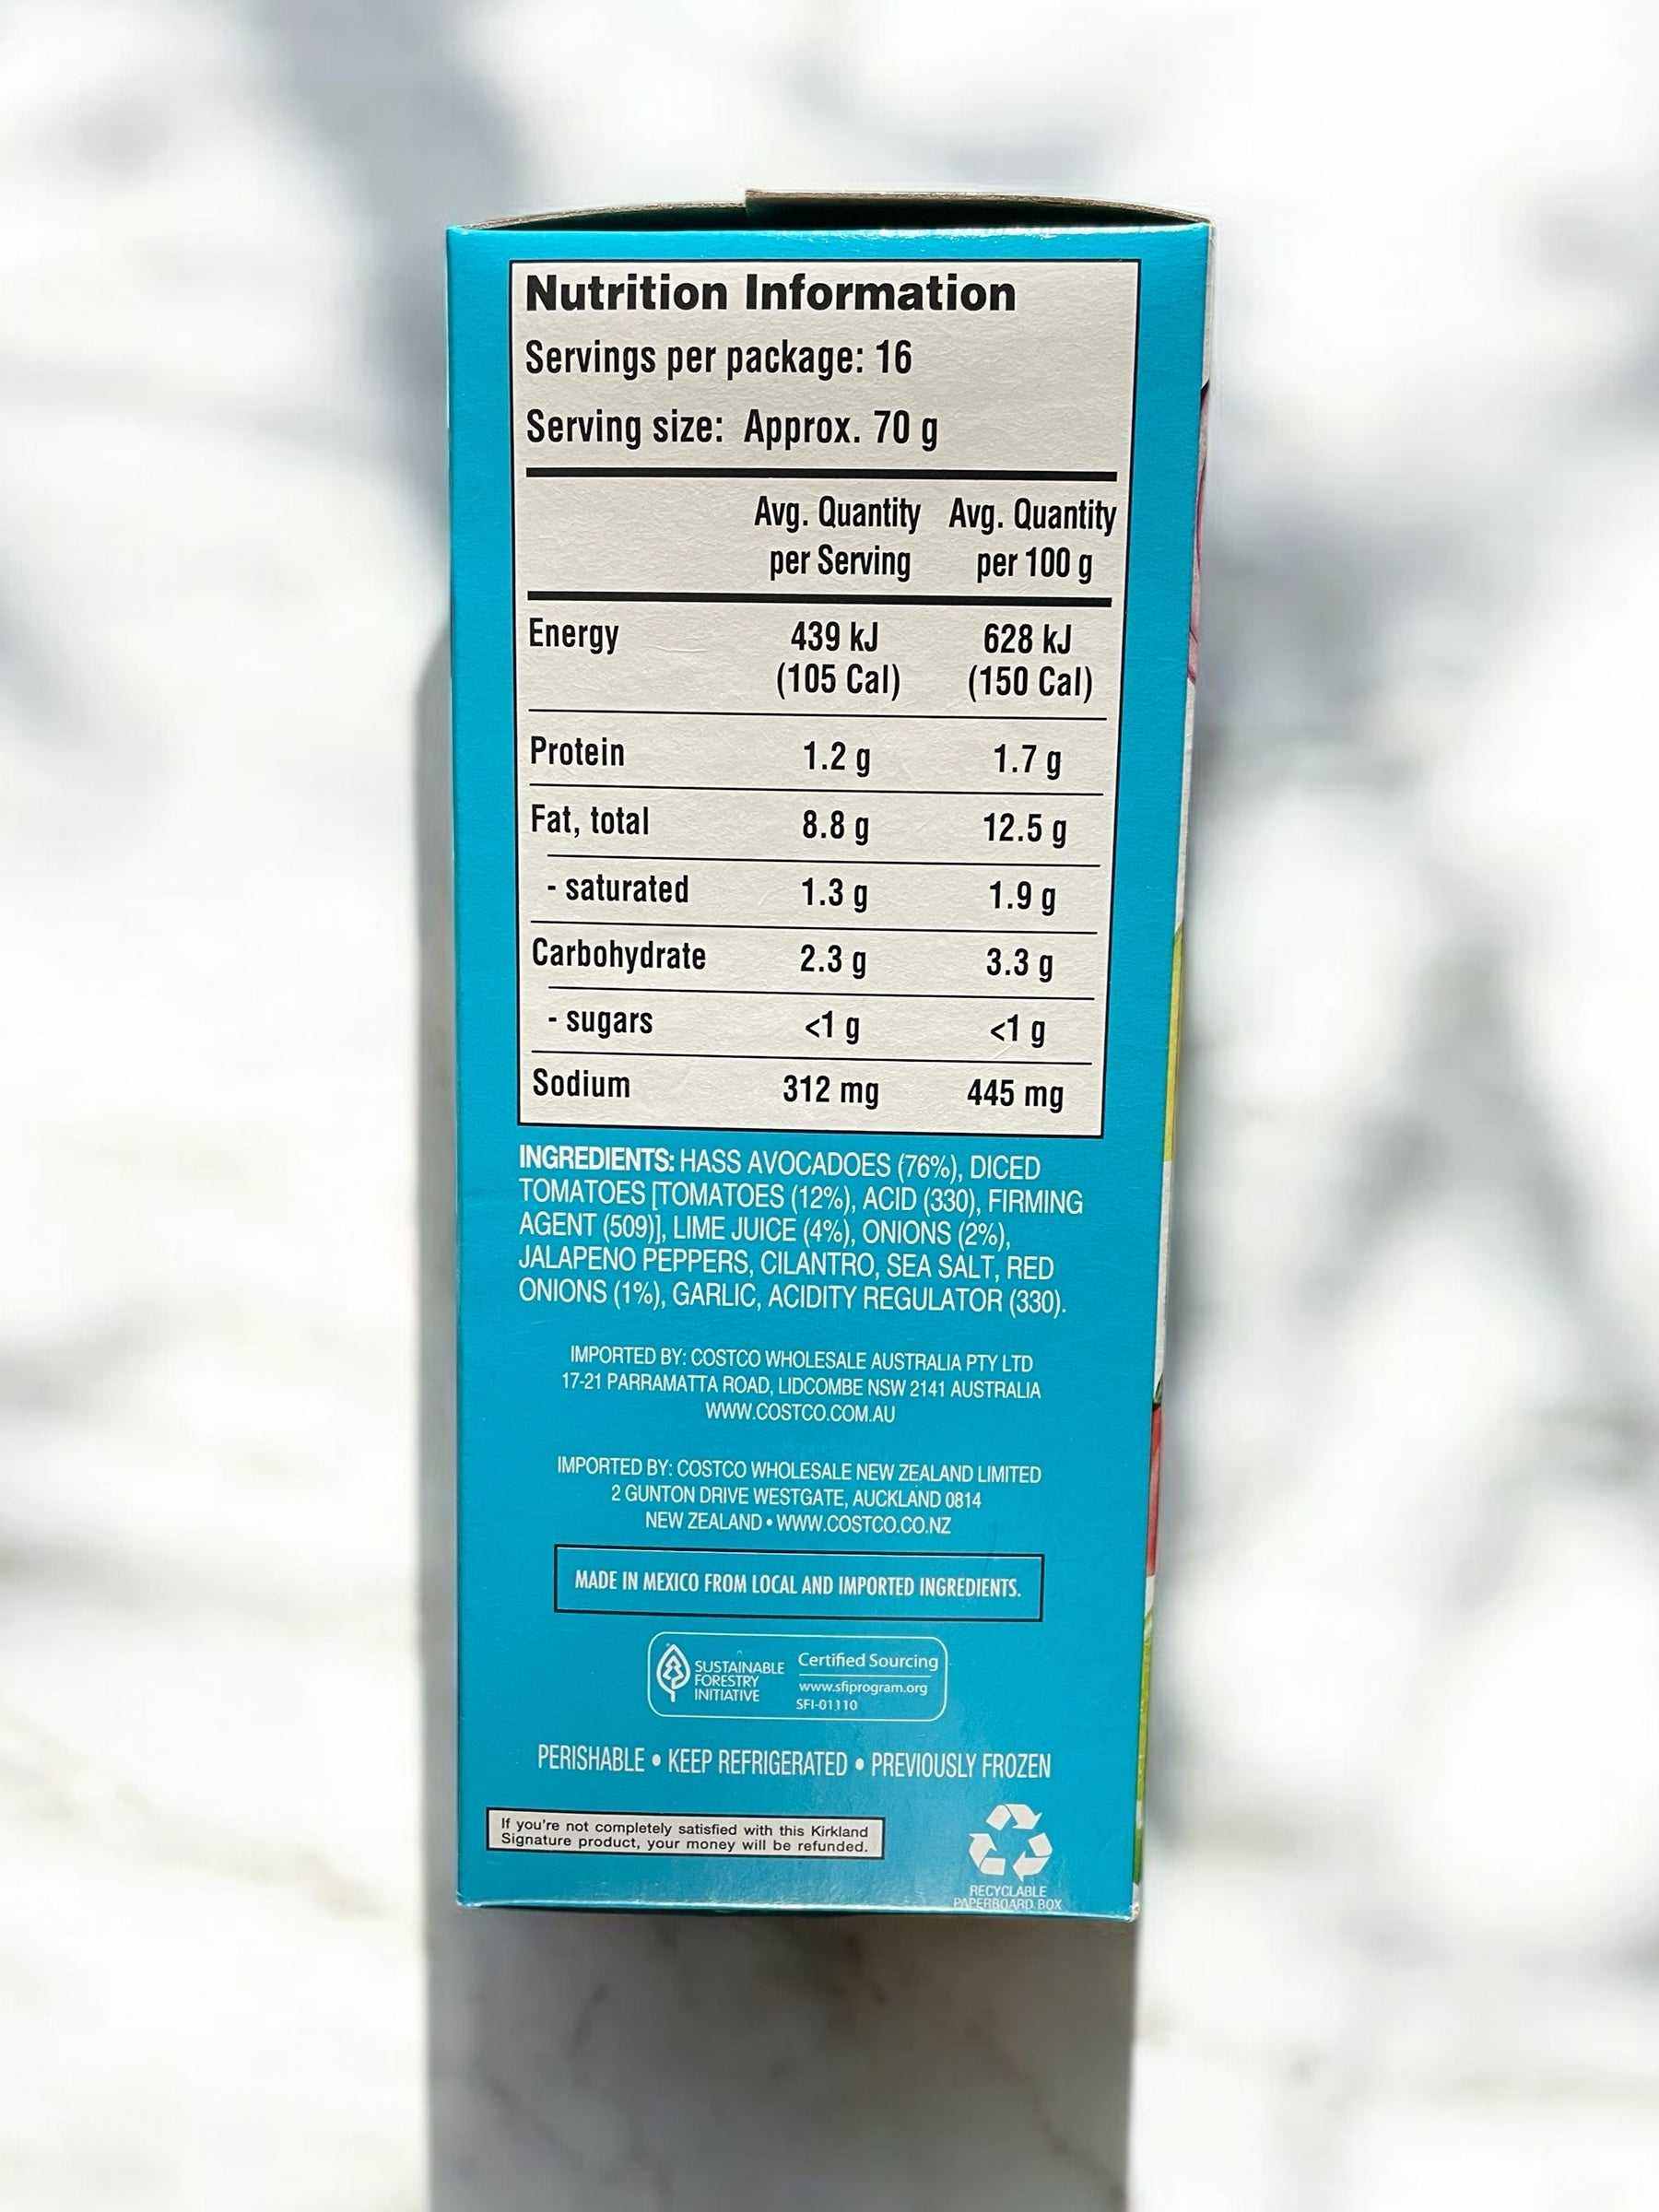 Nutrition Information
Servings per package: 16
Serving size: Approx. 70 g
Avg. Quantity Avg. Quantity
per Serving per 100 g
Energy 439 kJ 628 kJ
(105 Cal) (150 Cal)
Protein 1.2 g 1.7 g
Fat, total 8.8 g 12.5 g
- saturated 1.3 g 1.9 g
Carbohydrate 2.3 g 3.3 g
- sugars <1 g <1 g
Sodium 312 mg 445 mg
INGREDIENTS: HASS AVOCADOES (76%), DICED
TOMATOES [TOMATOES (12%), ACID (330), FIRMING
AGENT (509)], LIME JUICE (4%), ONIONS (2%),
JALAPENO PEPPERS, CILANTRO, SEA SALT, RED
ONIONS (1%), GARLIC, ACIDITY REGULATOR (330).
IMPORTED BY: COSTCO WHOLESALE AUSTRALIA PTY LTD
17-21 PARRAMATTA ROAD, LIDCOMBE NSW 2141 AUSTRALIA
WWW.COSTCO.COM.AU
IMPORTED BY: COSTCO WHOLESALE NEW ZEALAND LIMITED
2 GUNTON DRIVE WESTGATE, AUCKLAND 0814
NEW ZEALAND • WWW.COSTCO.CO.NZ
MADE IN MEXICO FROM LOCAL AND IMPORTED INGREDIENTS.
SUSTAINABLE
FORESTRY
INITIATIVE
Certified Sourcing
www.sfiprogram.org
SFI-01110
PERISHABLE • KEEP REFRIGERATED • PREVIOUSLY FROZEN
If you're not completely satisfied with this Kirkland
Signature product, your money will be refunded.
RECYCLABLE
PAPERBOARD BOX